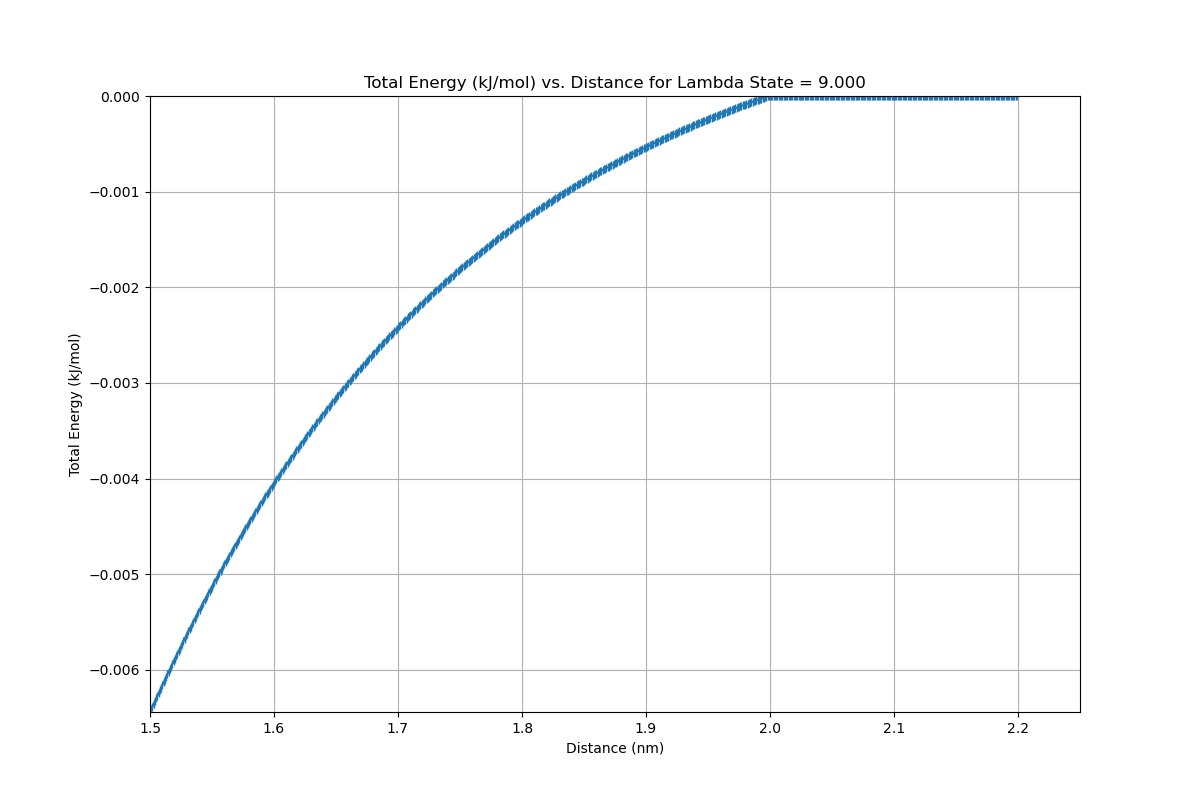 Total Energy (kJ/mol) vs. Distance for Lambda State = 9.000
Total Energy (kJ/mol)
0.000
−0.001
−0.002
−0.003
−0.004
−0.005
−0.006
1.5 1.6 1.7 1.8 1.9 2.0 2.1 2.2
Distance (nm)